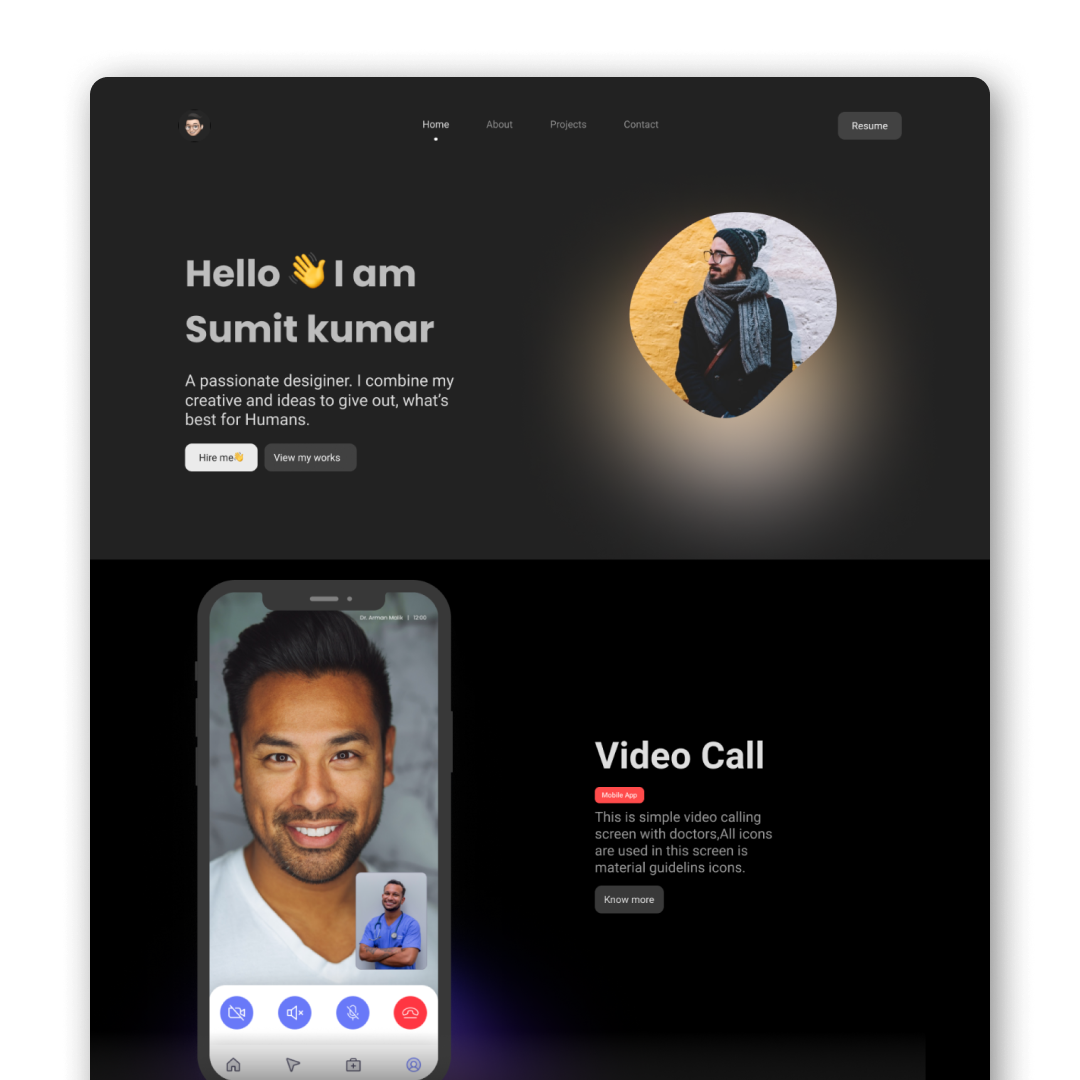 Home About Projects Contact Resume
Hello 👋 I am
Sumit kumar
A passionate desiginer. I combine my
creative and ideas to give out, what's
best for Humans.
Hire me👋 View my works
Dr. Arman Malik | 12:00
Video Call
Mobile App
This is simple video calling
screen with doctors,All icons
are used in this screen is
material guidelins icons.
Know more